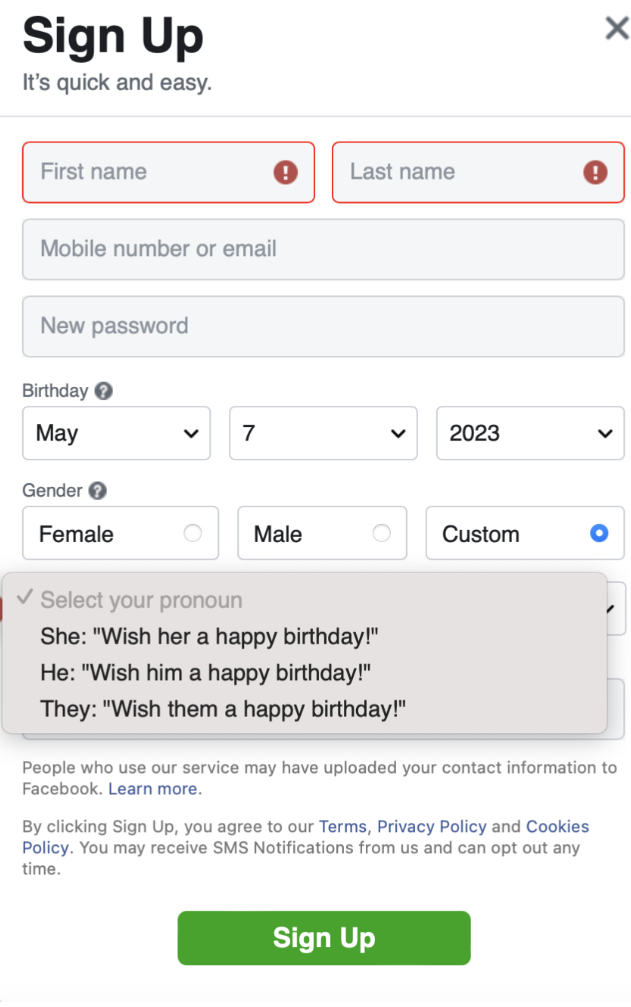 Sign Up
It's quick and easy.
First name
Last name
Mobile number or email
New password
Birthday ?
May
7
2023
Gender ?
Female
Male
Custom
✓ Select your pronoun
She: "Wish her a happy birthday!"
He: "Wish him a happy birthday!"
They: "Wish them a happy birthday!"
People who use our service may have uploaded your contact information to
Facebook. Learn more.
By clicking Sign Up, you agree to our Terms, Privacy Policy and Cookies
Policy. You may receive SMS Notifications from us and can opt out any
time.
Sign Up